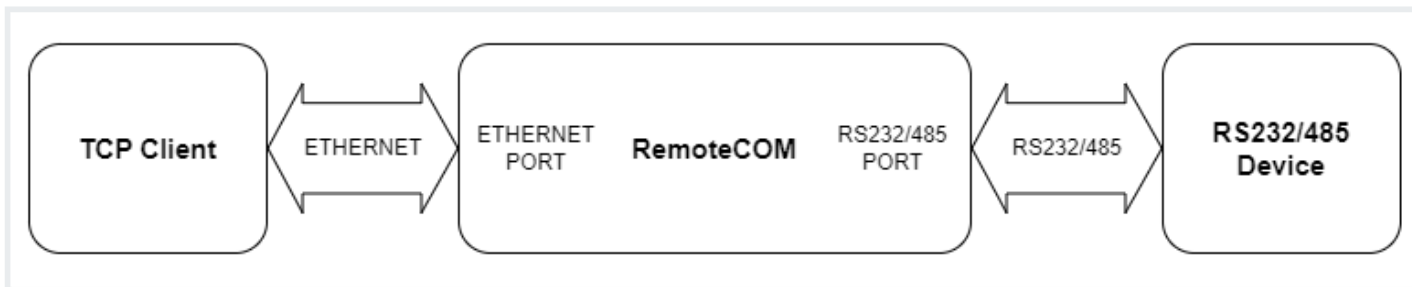 TCP Client
ETHERNET
ETHERNET
PORT
RemoteCOM
RS232/485
PORT
RS232/485
RS232/485
Device